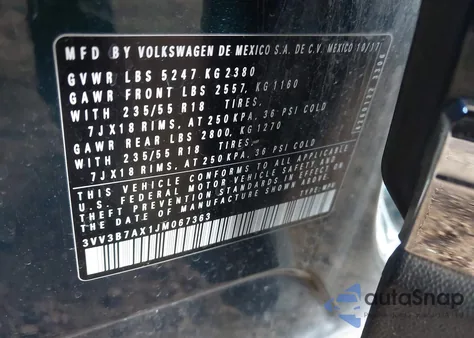 MFD BY VOLKSWAGEN DE MEXICO S.A. DE C.V. MEXICO 10/17
GVWR LBS 5247 KG 2380
GAWR FRONT LBS 2557, KG 1160
WITH 235/55 R18 TIRES.
7JX18 RIMS, AT 250 KPA, 36 PSI COLD
GAWR REAR LBS 2800, KG 1270
WITH 235/55 R18 TIRES.
7JX18 RIMS, AT 250 KPA, 36 PSI COLD
THIS VEHICLE CONFORMS TO ALL APPLICABLE
U.S. FEDERAL MOTOR VEHICLE SAFETY AND
THEFT PREVENTION STANDARDS IN EFFECT ON
THE DATE OF MANUFACTURE SHOWN ABOVE.
3VV3B7AX1JM067363 TYPE: MPV
autaSnap